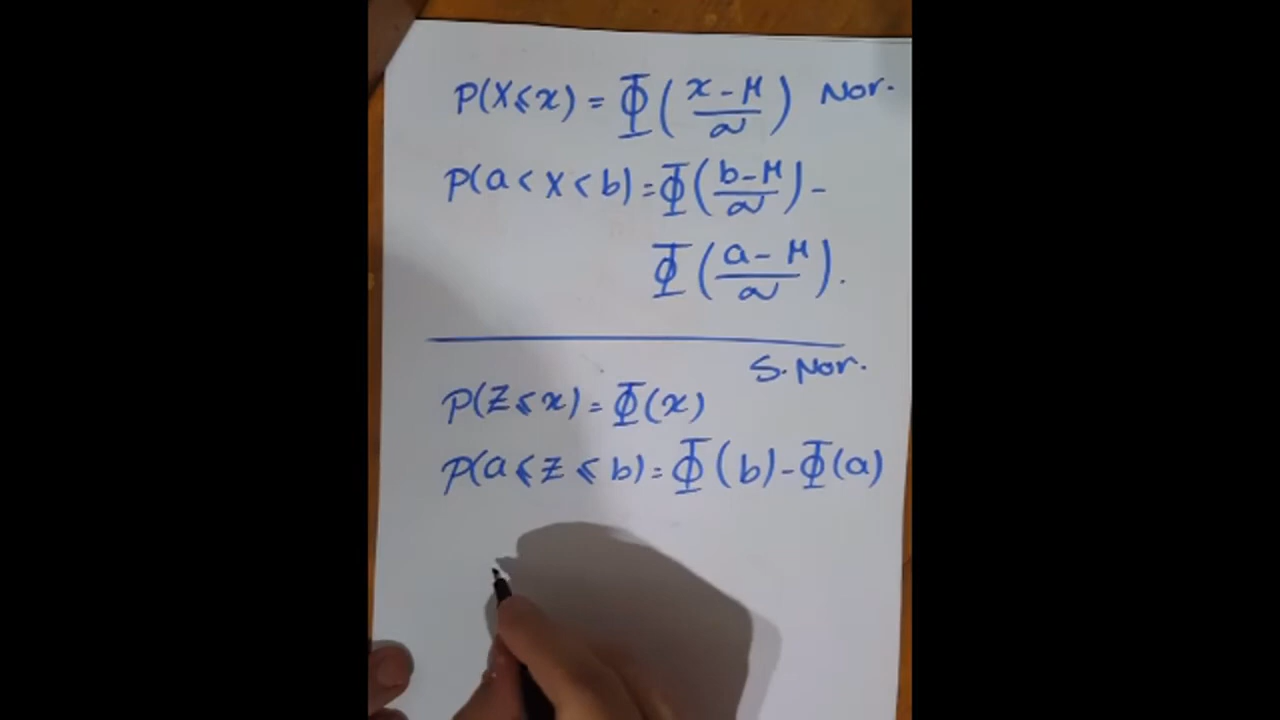 P(X≤x) = Φ(x-μ/σ) Nor.
P(a<x<b) = Φ(b-μ/σ) -
Φ(a-μ/σ).
S. Nor.
P(Z≤x) = Φ(x)
P(a≤z≤b) = Φ(b)-Φ(a)